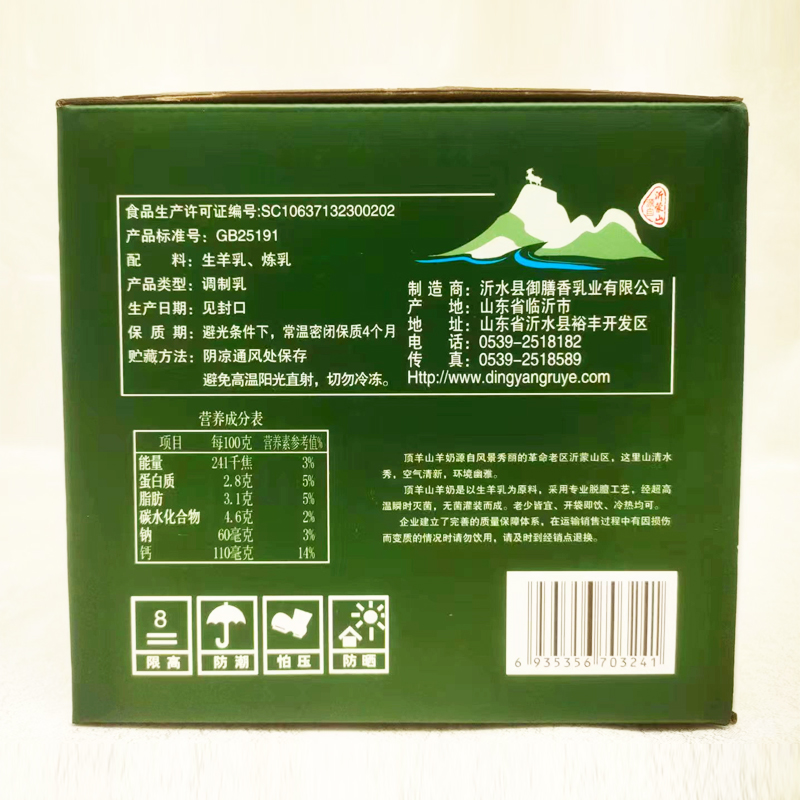 食品生产许可证编号:SC10637132300202
产品标准号: GB25191
配 料: 生羊乳、炼乳
产品类型: 调制乳
生产日期: 见封口
保 质 期: 避光条件下, 常温密闭保质4个月
贮藏方法: 阴凉通风处保存
避免高温阳光直射, 切勿冷冻。
沂蒙山
制 造 商: 沂水县御膳香乳业有限公司
产 地: 山东省临沂市
地 址: 山东省沂水县裕丰开发区
电 话: 0539-2518182
传 真: 0539-2518589
Http://www.dingyangruye.com
营养成分表
项目 每100克 营养素参考值%
能量 241千焦 3%
蛋白质 2.8克 5%
脂肪 3.1克 5%
碳水化合物 4.6克 2%
钠 60毫克 3%
钙 110毫克 14%
顶羊山羊奶源自风景秀丽的革命老区沂蒙山区, 这里山清水
秀, 空气清新, 环境幽雅。
顶羊山羊奶是以生羊乳为原料, 采用专业脱膻工艺, 经超高
温瞬时灭菌, 无菌灌装而成。老少皆宜、开袋即饮、冷热均可。
企业建立了完善的质量保障体系, 在运输销售过程中有因损伤
而变质的情况时请勿饮用, 请及时到经销点退换。
8
限高 防潮 怕压 防晒
6 935356 703241